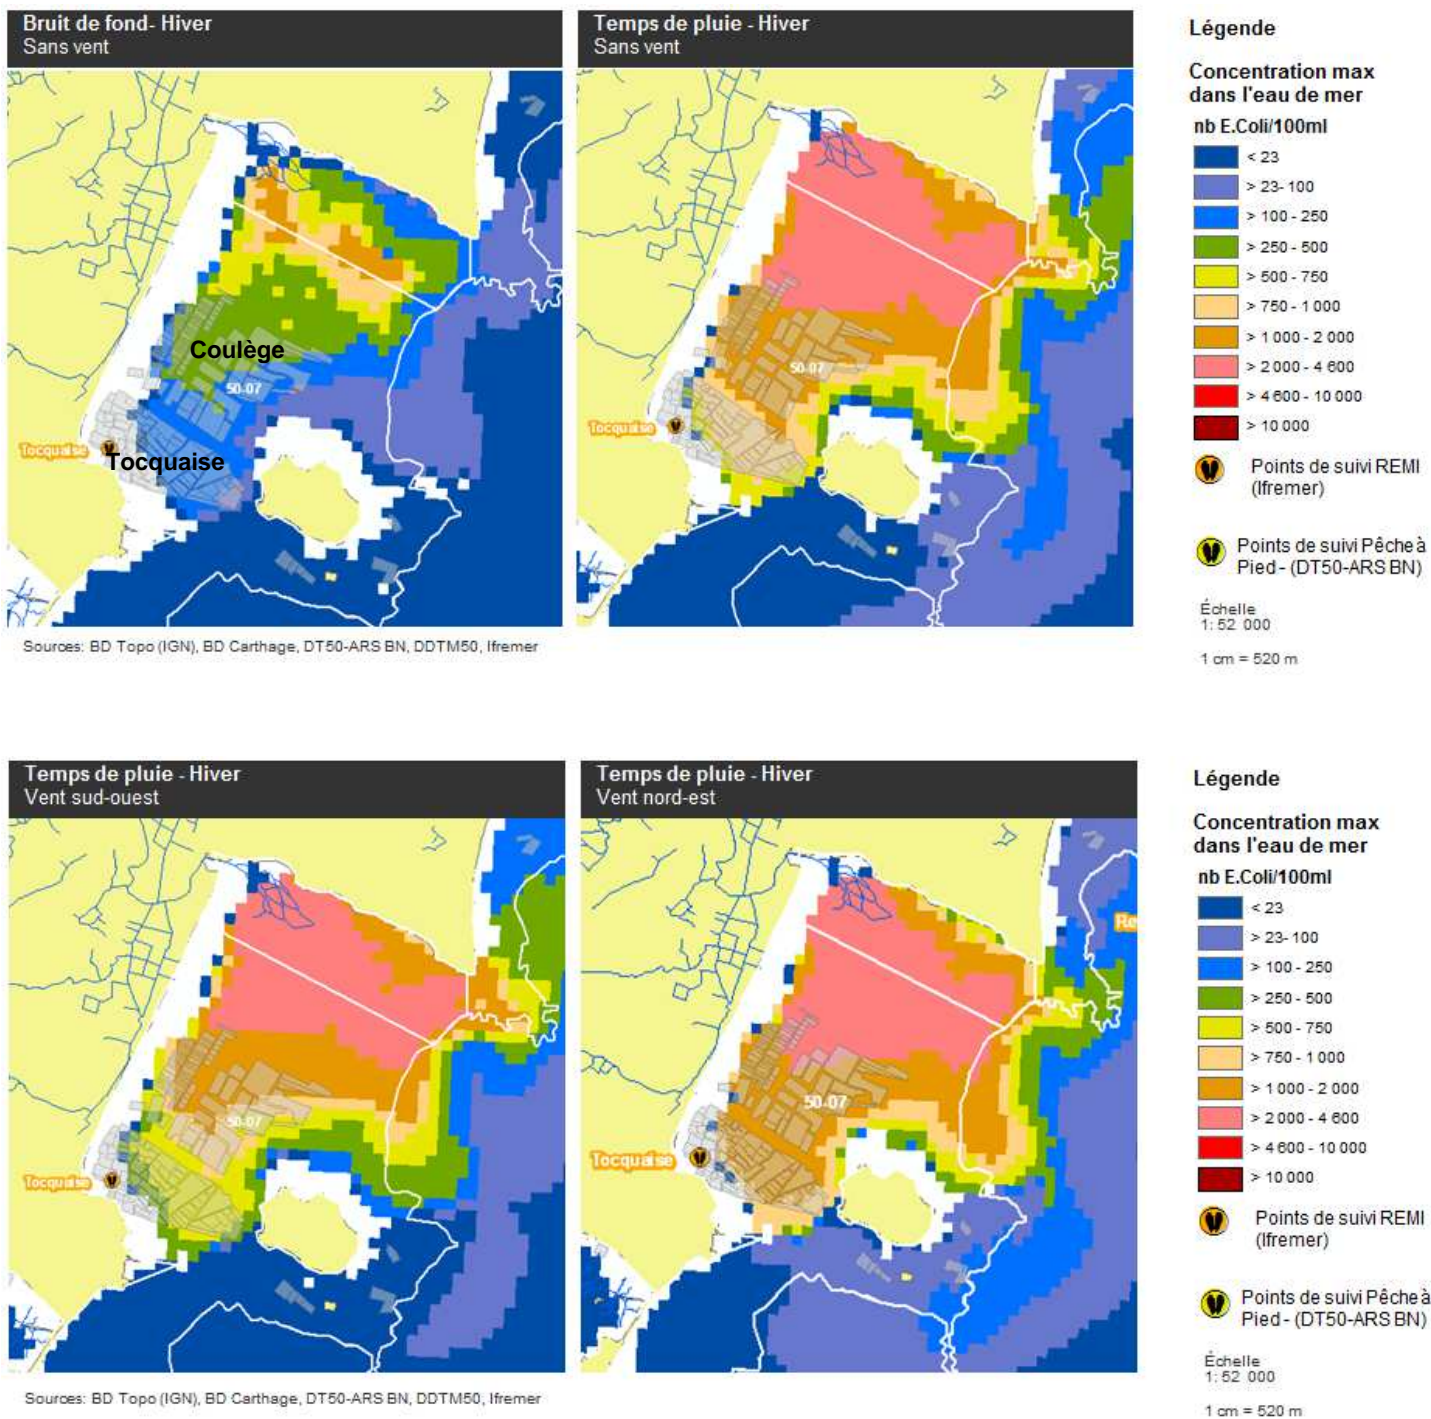 Bruit de fond- Hiver
Sans vent
Temps de pluie - Hiver
Sans vent
Coulège
50-07
Tocquaise
Tocquaise
50-07
Tocquaise
Légende
Concentration max
dans l'eau de mer
nb E.Coli/100ml
< 23
> 23- 100
> 100 - 250
> 250 - 500
> 500 - 750
> 750 - 1 000
> 1 000 - 2 000
> 2 000 - 4 600
> 4 600 - 10 000
> 10 000
Points de suivi REMI
(Ifremer)
Points de suivi Pêche à
Pied - (DT50-ARS BN)
Échelle
1: 52 000
1 cm = 520 m
Sources: BD Topo (IGN), BD Carthage, DT50-ARS BN, DDTM50, Ifremer
Temps de pluie - Hiver
Vent sud-ouest
Temps de pluie - Hiver
Vent nord-est
50-07
Tocquaise
Re
50-07
Tocquaise
Légende
Concentration max
dans l'eau de mer
nb E.Coli/100ml
< 23
> 23- 100
> 100 - 250
> 250 - 500
> 500 - 750
> 750 - 1 000
> 1 000 - 2 000
> 2 000 - 4 600
> 4 600 - 10 000
> 10 000
Points de suivi REMI
(Ifremer)
Points de suivi Pêche à
Pied - (DT50-ARS BN)
Échelle
1: 52 000
1 cm = 520 m
Sources: BD Topo (IGN), BD Carthage, DT50-ARS BN, DDTM50, Ifremer